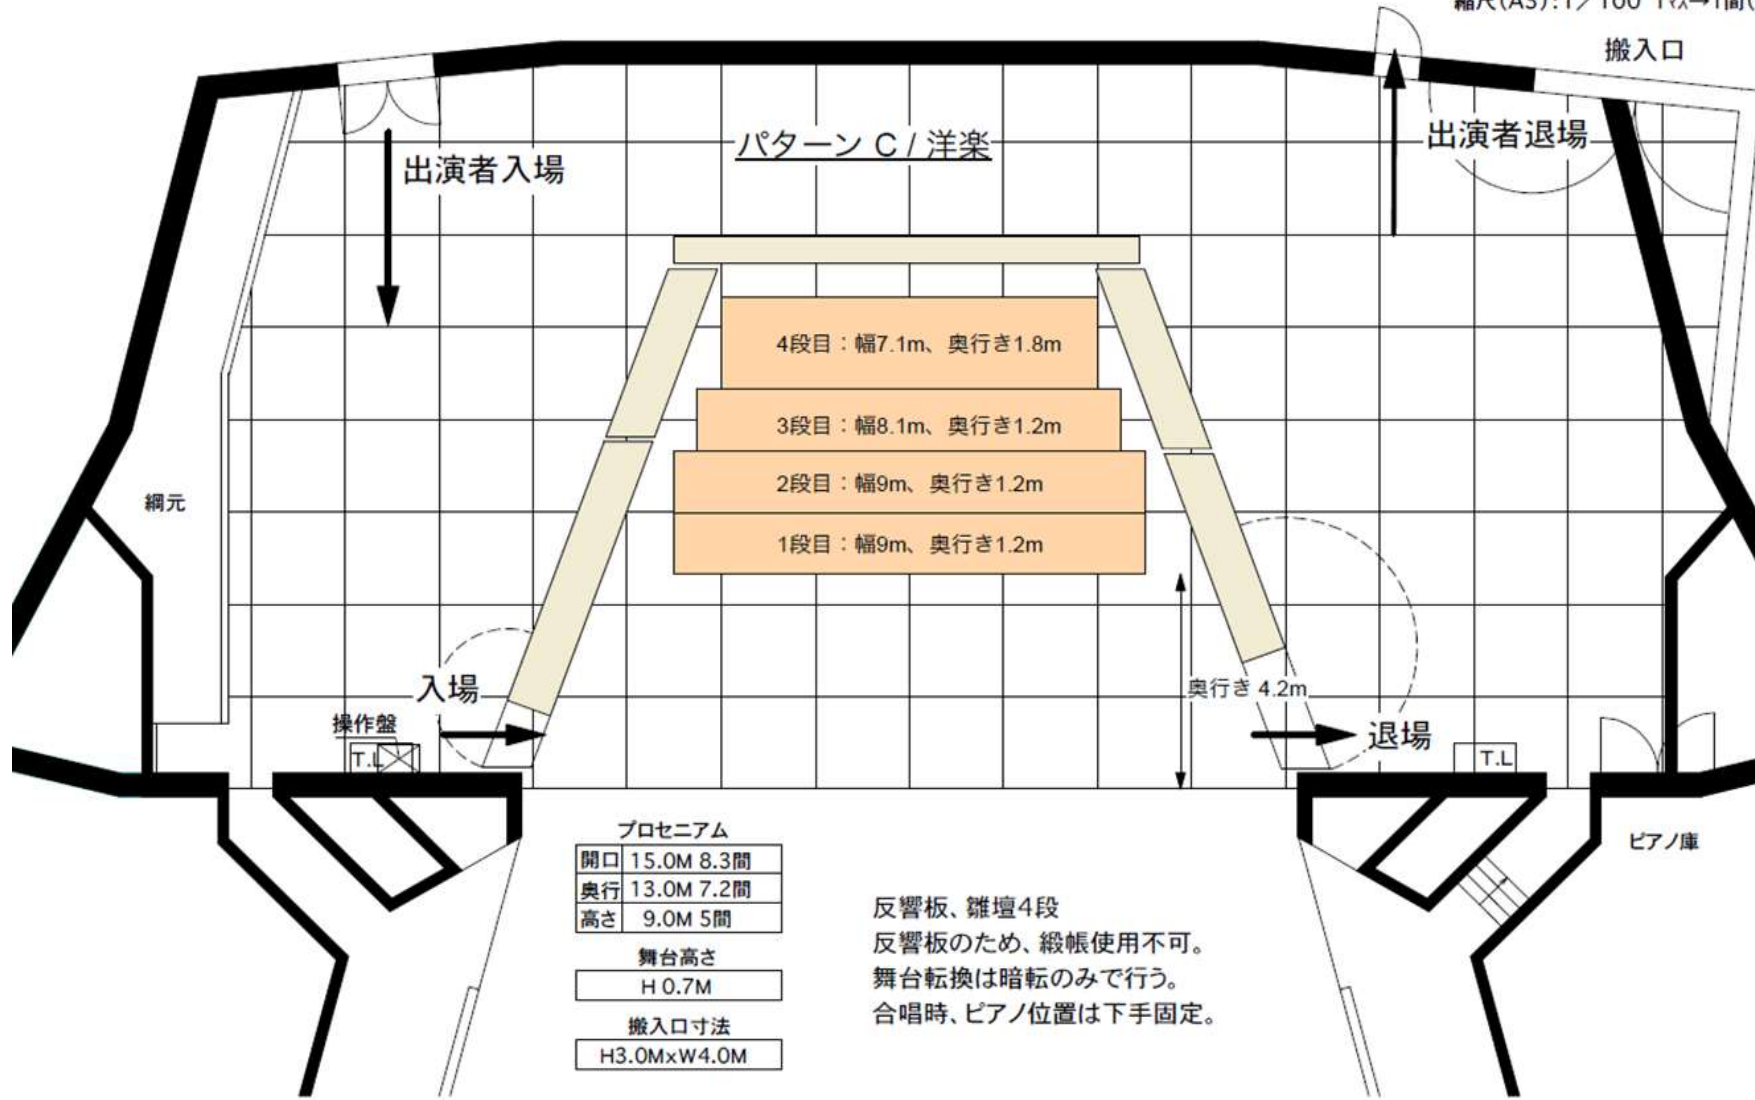 搬入口
パターン C / 洋楽
出演者入場
出演者退場
4段目：幅7.1m、奥行き1.8m
3段目：幅8.1m、奥行き1.2m
2段目：幅9m、奥行き1.2m
1段目：幅9m、奥行き1.2m
綱元
入場
奥行き 4.2m
操作盤
退場
T.L
T.L
プロセニアム
開口 15.0M 8.3間
奥行 13.0M 7.2間
高さ 9.0M 5間
舞台高さ
H 0.7M
搬入口寸法
H3.0MxW4.0M
反響板、雛壇4段
反響板のため、緞帳使用不可。
舞台転換は暗転のみで行う。
合唱時、ピアノ位置は下手固定。
ピアノ庫